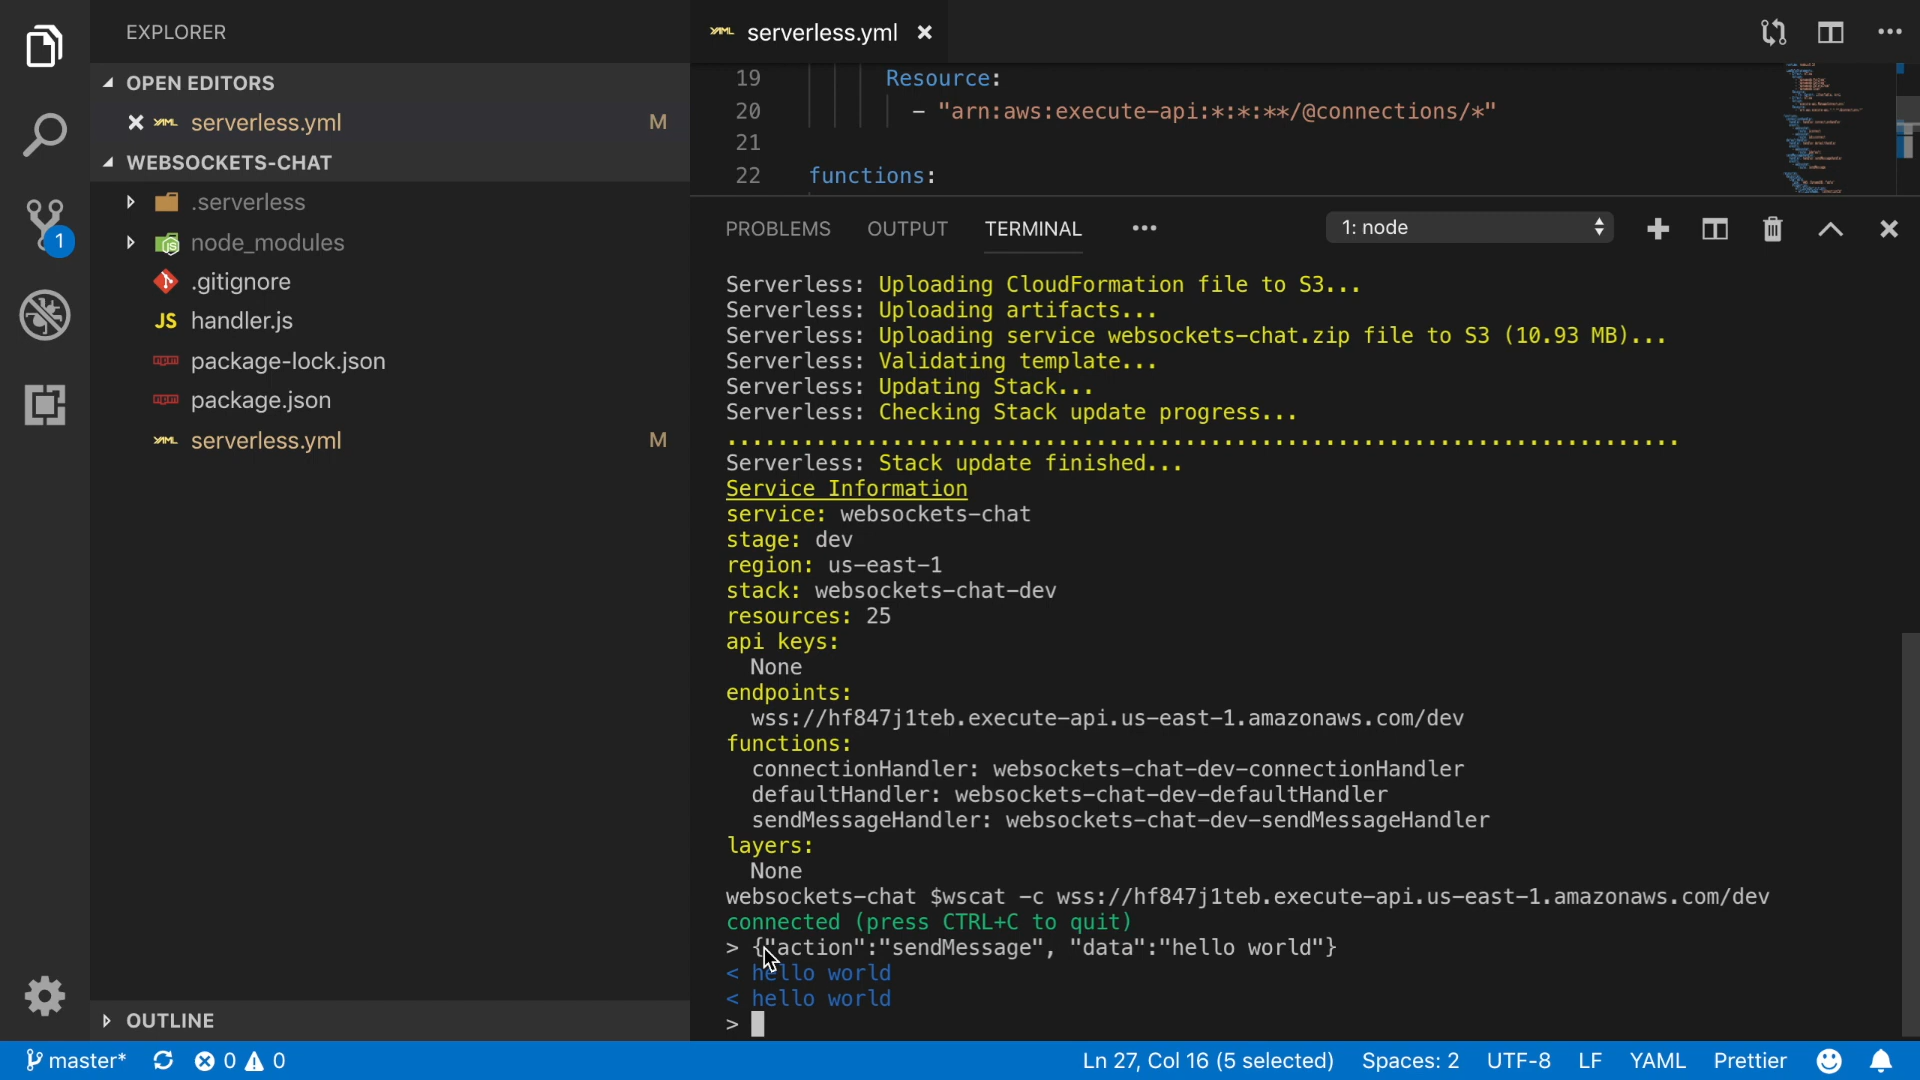 EXPLORER
OPEN EDITORS
serverless.yml M
WEBSOCKETS-CHAT
.serverless
node_modules
.gitignore
JS handler.js
package-lock.json
package.json
serverless.yml M
OUTLINE
1
serverless.yml
19 Resource:
20 - "arn:aws:execute-api:*:*:**/@connections/*"
21
22 functions:
PROBLEMS OUTPUT TERMINAL 1: node
Serverless: Uploading CloudFormation file to S3...
Serverless: Uploading artifacts...
Serverless: Uploading service websockets-chat.zip file to S3 (10.93 MB)...
Serverless: Validating template...
Serverless: Updating Stack...
Serverless: Checking Stack update progress...
...........................................................................
Serverless: Stack update finished...
Service Information
service: websockets-chat
stage: dev
region: us-east-1
stack: websockets-chat-dev
resources: 25
api keys:
None
endpoints:
wss://hf847j1teb.execute-api.us-east-1.amazonaws.com/dev
functions:
connectionHandler: websockets-chat-dev-connectionHandler
defaultHandler: websockets-chat-dev-defaultHandler
sendMessageHandler: websockets-chat-dev-sendMessageHandler
layers:
None
websockets-chat $wscat -c wss://hf847j1teb.execute-api.us-east-1.amazonaws.com/dev
connected (press CTRL+C to quit)
> {"action":"sendMessage", "data":"hello world"}
< hello world
< hello world
>
master* 0 0 Ln 27, Col 16 (5 selected) Spaces: 2 UTF-8 LF YAML Prettier